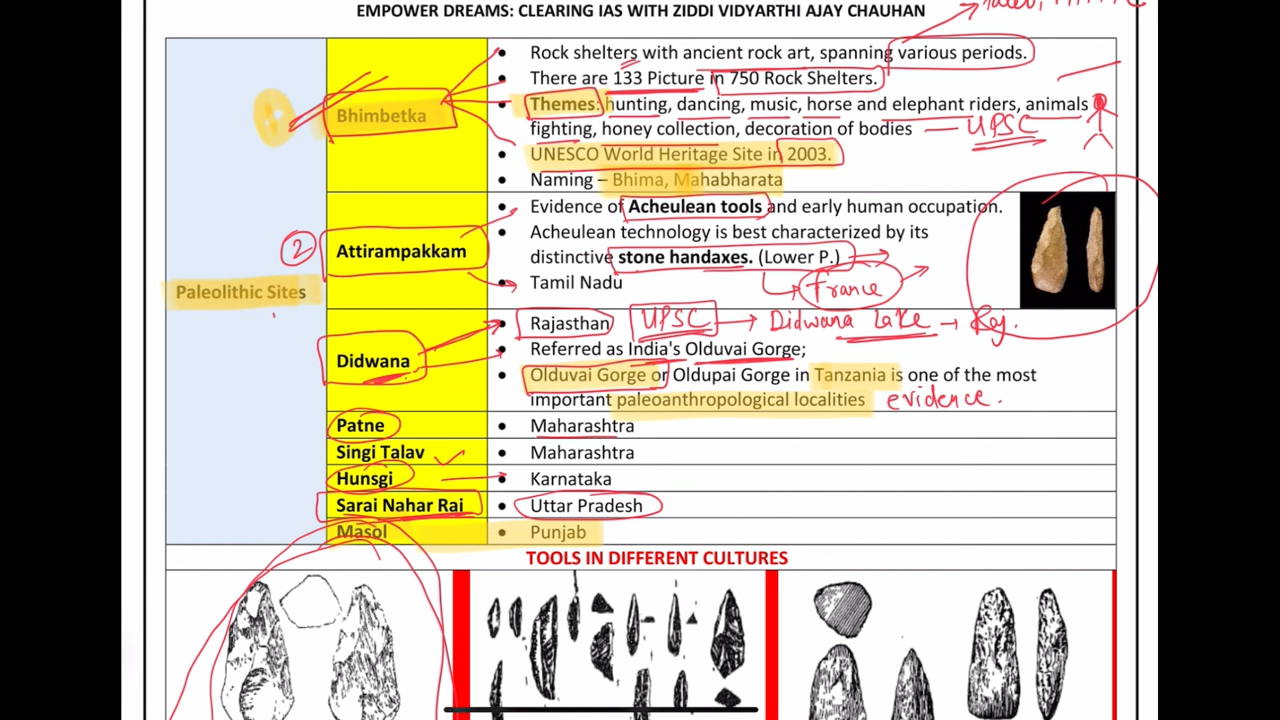 EMPOWER DREAMS: CLEARING IAS WITH ZIDDI VIDYARTHI AJAY CHAUHAN
Paleolithic Sites
Bhimbetka
• Rock shelters with ancient rock art, spanning various periods.
• There are 133 Picture in 750 Rock Shelters.
• Themes: hunting, dancing, music, horse and elephant riders, animals
fighting, honey collection, decoration of bodies — UPSC
• UNESCO World Heritage Site in 2003.
• Naming – Bhima, Mahabharata
2
Attirampakkam
• Evidence of Acheulean tools and early human occupation.
• Acheulean technology is best characterized by its
distinctive stone handaxes. (Lower P.)
• Tamil Nadu
France
Didwana
• Rajasthan UPSC → Didwana Lake → Raj.
• Referred as India's Olduvai Gorge;
• Olduvai Gorge or Oldupai Gorge in Tanzania is one of the most
important paleoanthropological localities evidence.
Patne • Maharashtra
Singi Talav • Maharashtra
Hunsgi • Karnataka
Sarai Nahar Rai • Uttar Pradesh
Masol • Punjab
TOOLS IN DIFFERENT CULTURES